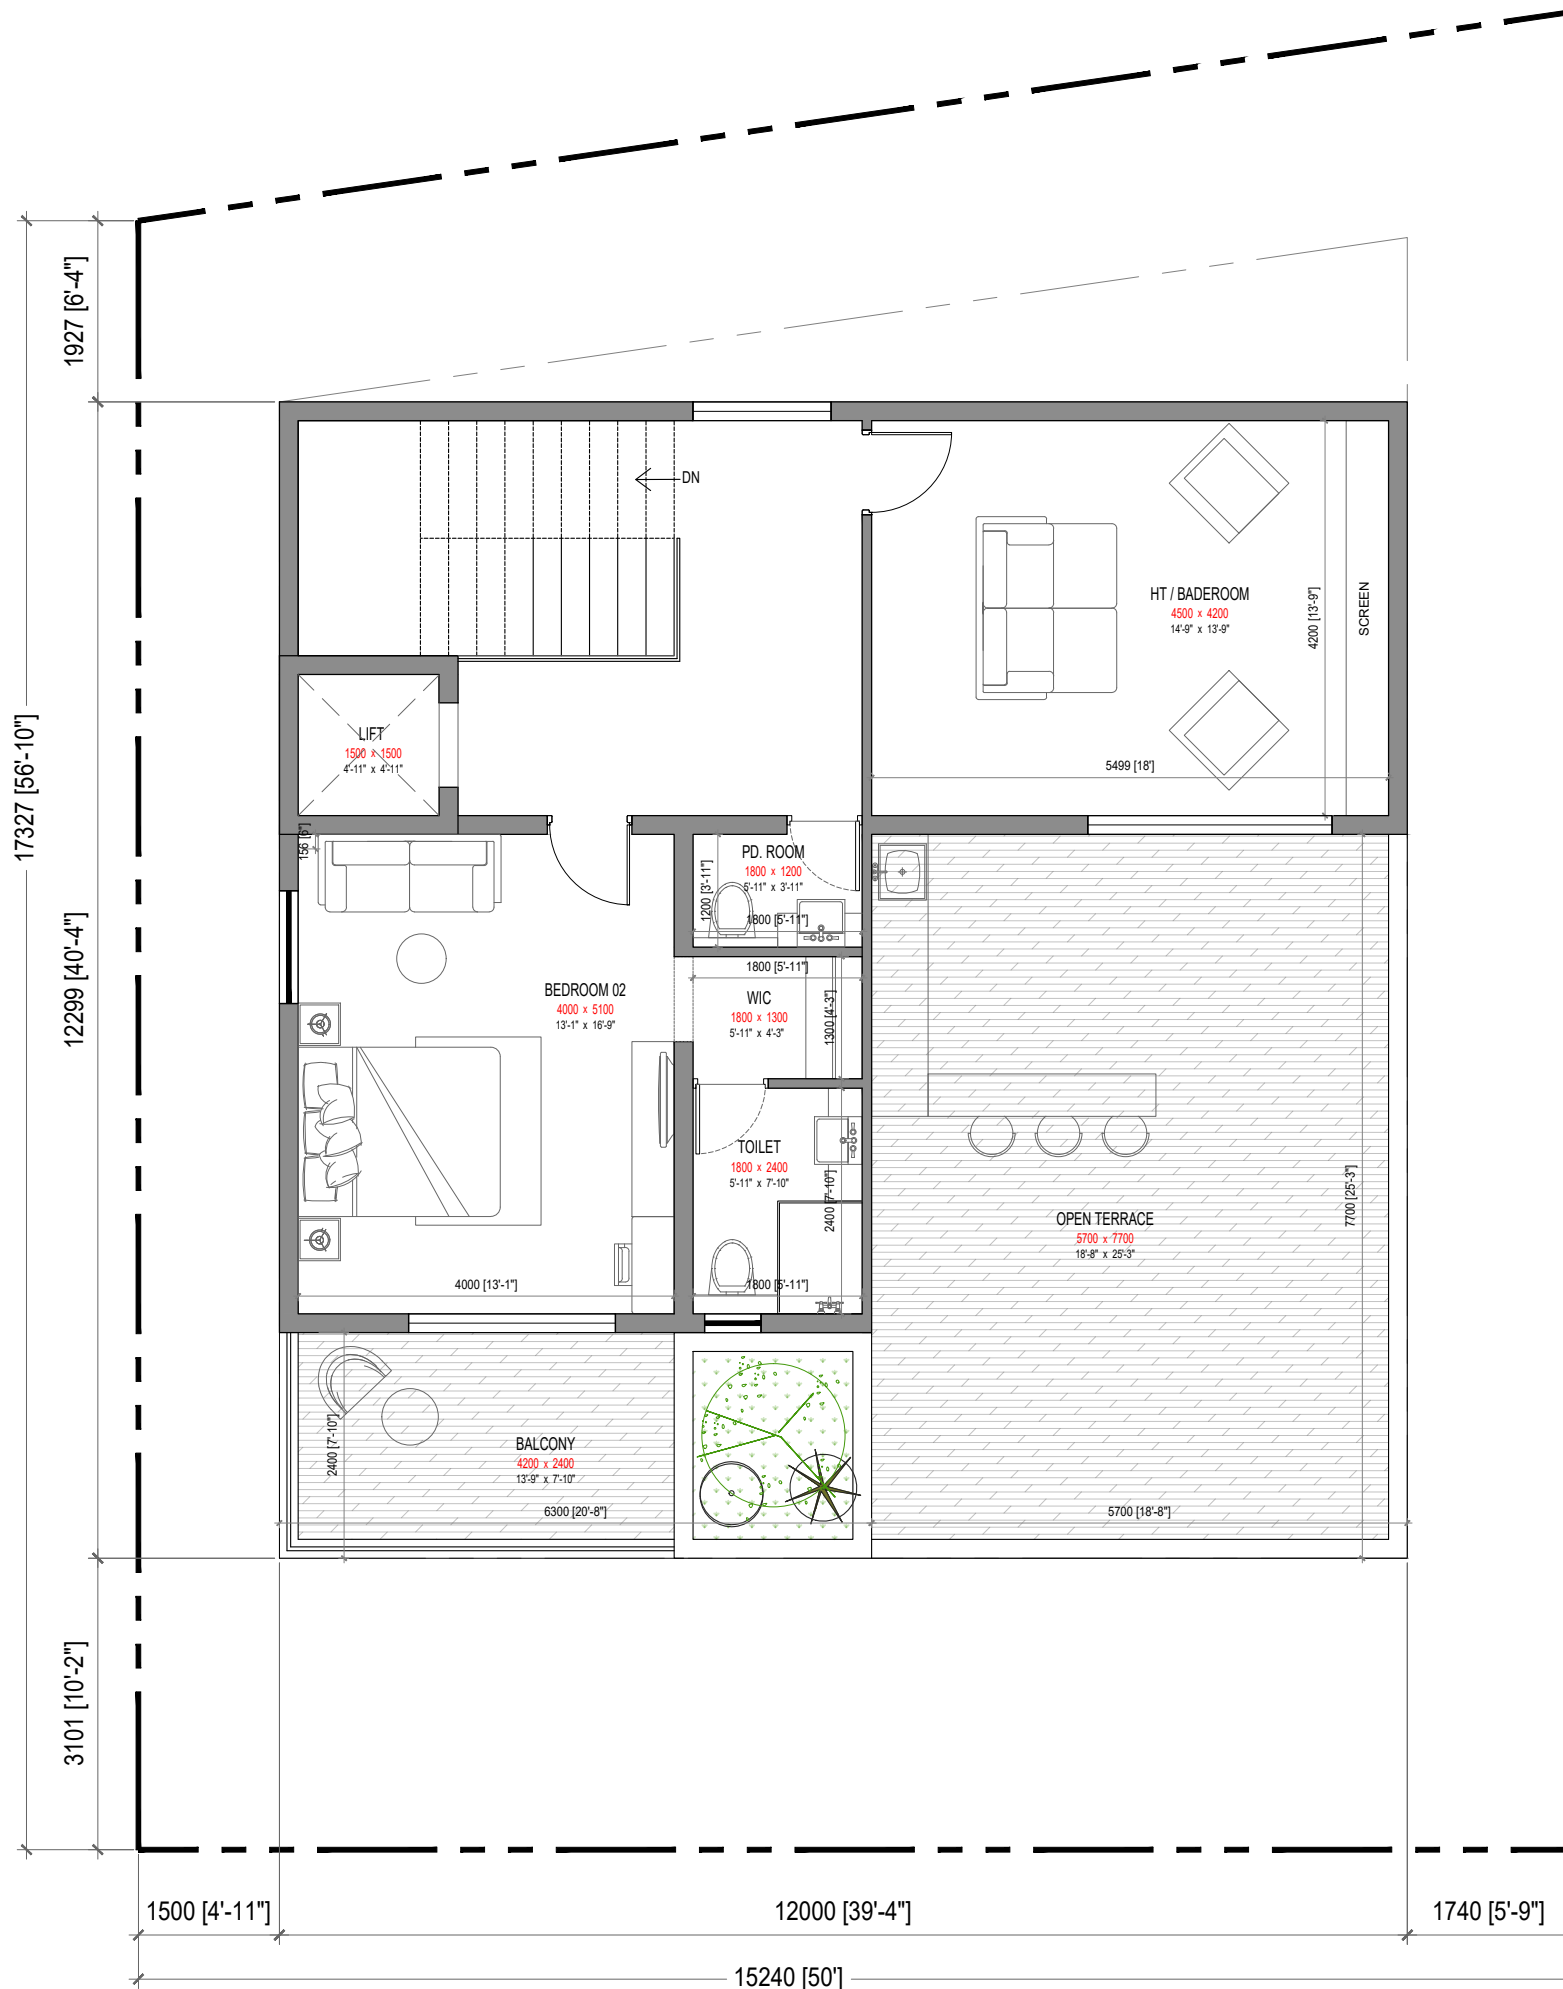 1927 [6'-4"]
17327 [56'-10"]
12299 [40'-4"]
3101 [10'-2"]
DN
HT / BADEROOM
4500 x 4200
14'-9" x 13'-9"
4200 [13'-9"]
SCREEN
5499 [18']
LIFT
1500 x 1500
4'-11" x 4'-11"
156 [6"]
PD. ROOM
1800 x 1200
5'-11" x 3'-11"
1200 [3'-11"]
1800 [5'-11"]
1800 [5'-11"]
WIC
1800 x 1300
5'-11" x 4'-3"
1300 [4'-3"]
BEDROOM 02
4000 x 5100
13'-1" x 16'-9"
TOILET
1800 x 2400
5'-11" x 7'-10"
2400 [7'-10"]
OPEN TERRACE
5700 x 7700
18'-8" x 25'-3"
7700 [25'-3"]
4000 [13'-1"]
1800 [5'-11"]
BALCONY
4200 x 2400
13'-9" x 7'-10"
2400 [7'-10"]
6300 [20'-8"]
5700 [18'-8"]
1500 [4'-11"]
12000 [39'-4"]
1740 [5'-9"]
15240 [50']